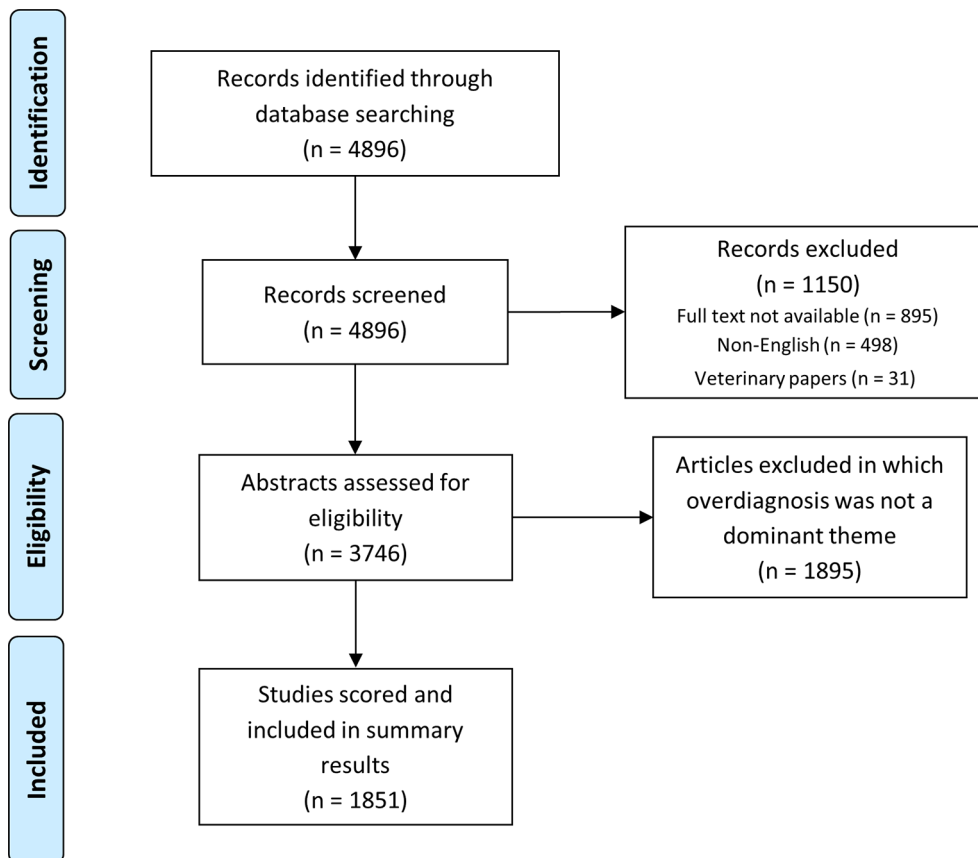 Identification
Records identified through
database searching
(n = 4896)
Screening
Records screened
(n = 4896)
Records excluded
(n = 1150)
Full text not available (n = 895)
Non-English (n = 498)
Veterinary papers (n = 31)
Eligibility
Abstracts assessed for
eligibility
(n = 3746)
Articles excluded in which
overdiagnosis was not a
dominant theme
(n = 1895)
Included
Studies scored and
included in summary
results
(n = 1851)